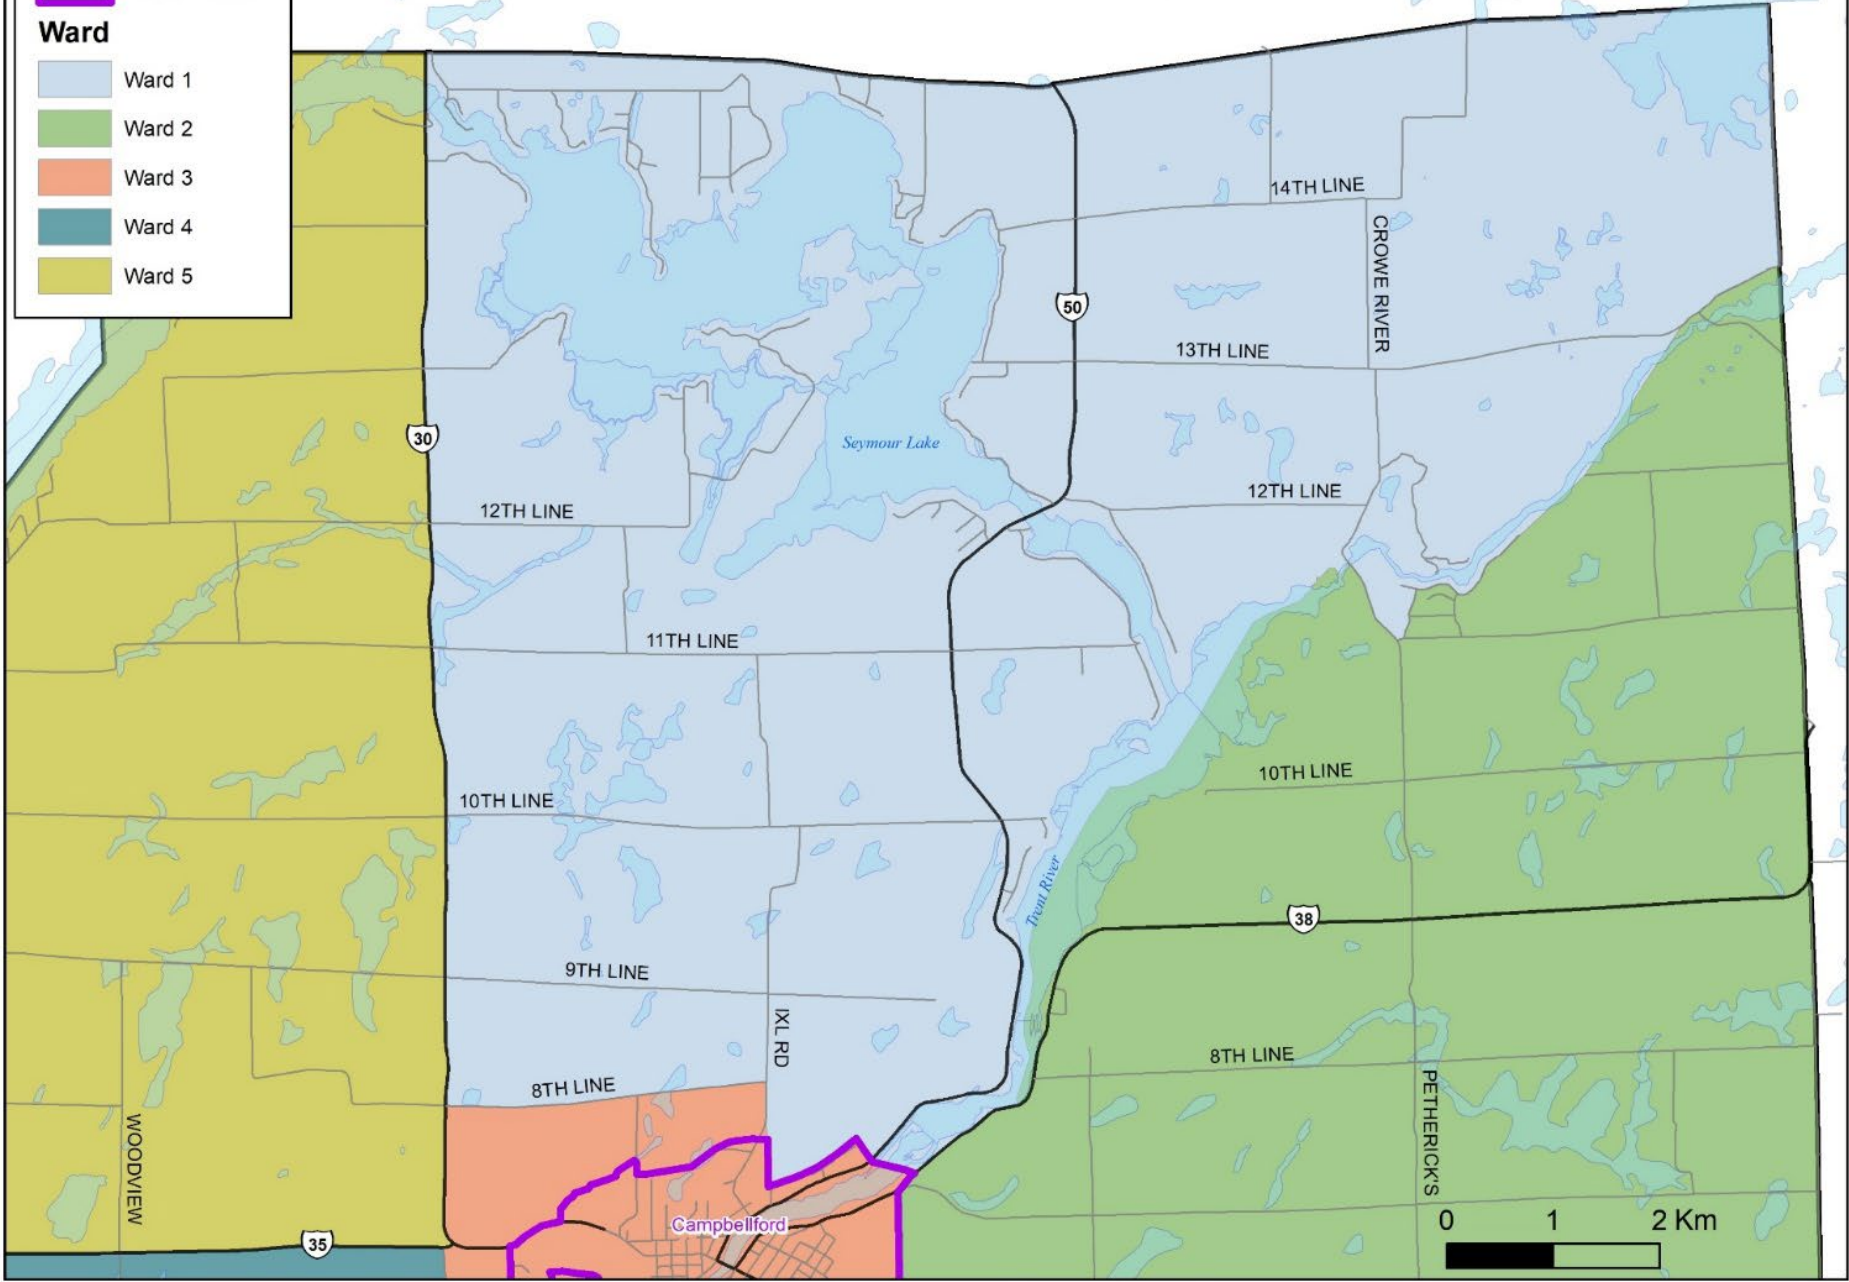 Ward
Ward 1
Ward 2
Ward 3
Ward 4
Ward 5
14TH LINE
CROWE RIVER
50
13TH LINE
30
Seymour Lake
12TH LINE
12TH LINE
11TH LINE
10TH LINE
10TH LINE
Trent River
38
9TH LINE
IXL RD
8TH LINE
8TH LINE
PETHERICK'S
WOODVIEW
Campbellford
35
0 1 2 Km